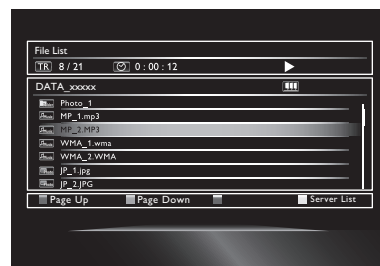 File List
TR 8 / 21 0 : 00 : 12
DATA_xxxxx
Photo_1
MP_1.mp3
MP_2.MP3
WMA_1.wma
WMA_2.WMA
JP_1.jpg
JP_2.JPG
Page Up Page Down Server List